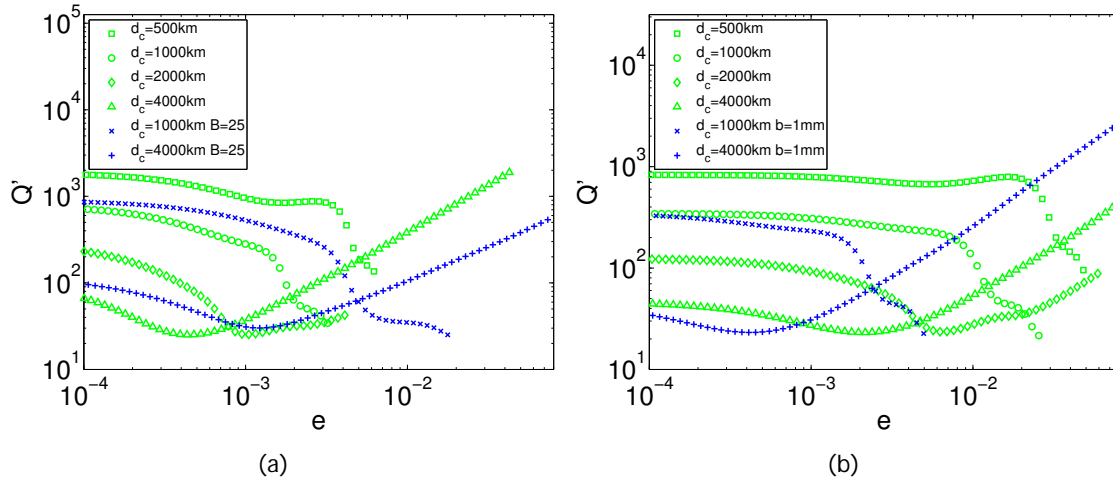 10^5
10^4
10^3
10^2
10^1
Q'
d_c=500km
d_c=1000km
d_c=2000km
d_c=4000km
d_c=1000km B=25
d_c=4000km B=25
10^-4
10^-3
10^-2
e
(a)
10^4
10^3
10^2
10^1
Q'
d_c=500km
d_c=1000km
d_c=2000km
d_c=4000km
d_c=1000km b=1mm
d_c=4000km b=1mm
10^-4
10^-3
10^-2
e
(b)